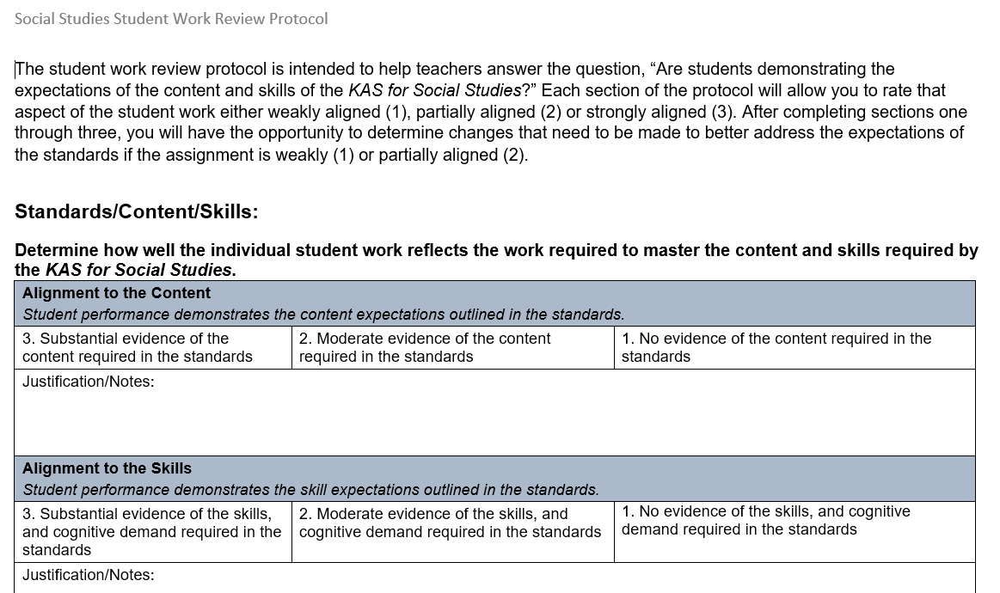 Social Studies Student Work Review Protocol
The student work review protocol is intended to help teachers answer the question, “Are students demonstrating the
expectations of the content and skills of the KAS for Social Studies?” Each section of the protocol will allow you to rate that
aspect of the student work either weakly aligned (1), partially aligned (2) or strongly aligned (3). After completing sections one
through three, you will have the opportunity to determine changes that need to be made to better address the expectations of
the standards if the assignment is weakly (1) or partially aligned (2).
Standards/Content/Skills:
Determine how well the individual student work reflects the work required to master the content and skills required by
the KAS for Social Studies.
Alignment to the Content
Student performance demonstrates the content expectations outlined in the standards.
3. Substantial evidence of the
content required in the standards
2. Moderate evidence of the content
required in the standards
1. No evidence of the content required in the
standards
Justification/Notes:
Alignment to the Skills
Student performance demonstrates the skill expectations outlined in the standards.
3. Substantial evidence of the skills,
and cognitive demand required in the
standards
2. Moderate evidence of the skills, and
cognitive demand required in the standards
1. No evidence of the skills, and cognitive
demand required in the standards
Justification/Notes: